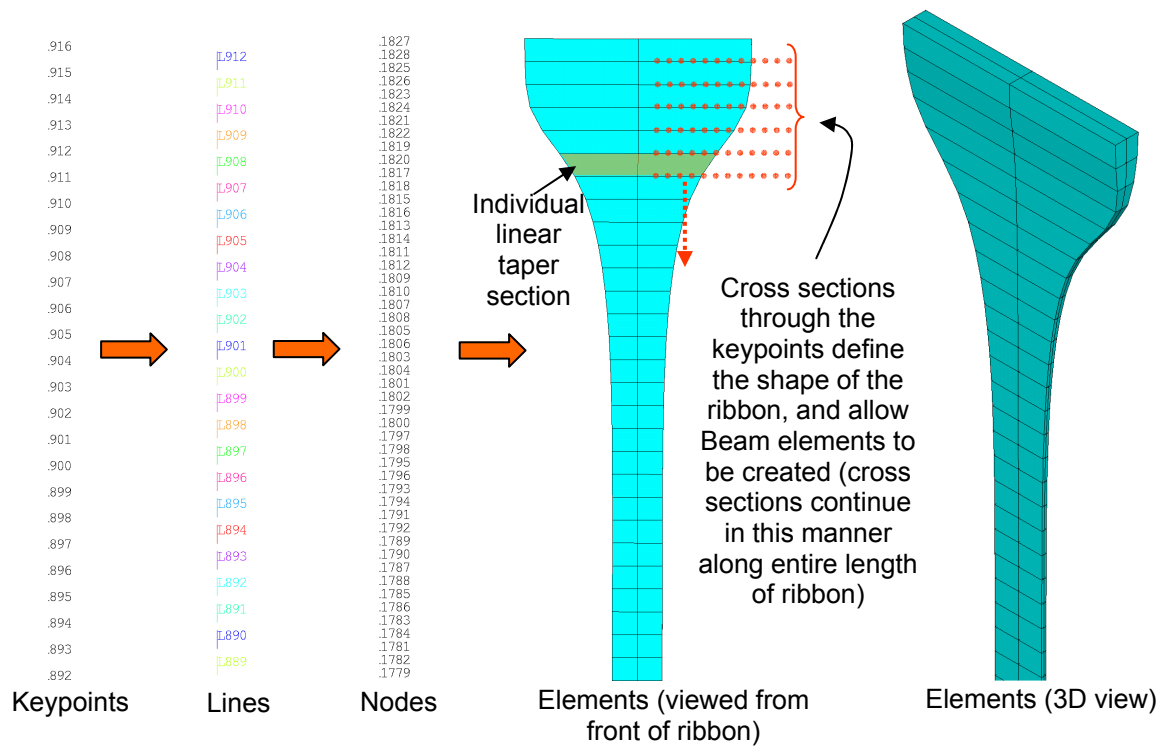 .916
.915
.914
.913
.912
.911
.910
.909
.908
.907
.906
.905
.904
.903
.902
.901
.900
.899
.898
.897
.896
.895
.894
.893
.892
Keypoints
L912
L911
L910
L909
L908
L907
L906
L905
L904
L903
L902
L901
L900
L899
L898
L897
L896
L895
L894
L893
L892
L891
L890
L889
Lines
.1827
.1828
.1825
.1826
.1823
.1824
.1821
.1822
.1819
.1820
.1817
.1818
.1815
.1816
.1813
.1814
.1811
.1812
.1809
.1810
.1807
.1808
.1805
.1806
.1803
.1804
.1801
.1802
.1799
.1800
.1797
.1798
.1795
.1796
.1793
.1794
.1791
.1792
.1789
.1790
.1787
.1788
.1785
.1786
.1783
.1784
.1781
.1782
.1779
Nodes
Individual
linear
taper
section
Cross sections
through the
keypoints define
the shape of the
ribbon, and allow
Beam elements to
be created (cross
sections continue
in this manner
along entire length
of ribbon)
Elements (viewed from
front of ribbon)
Elements (3D view)